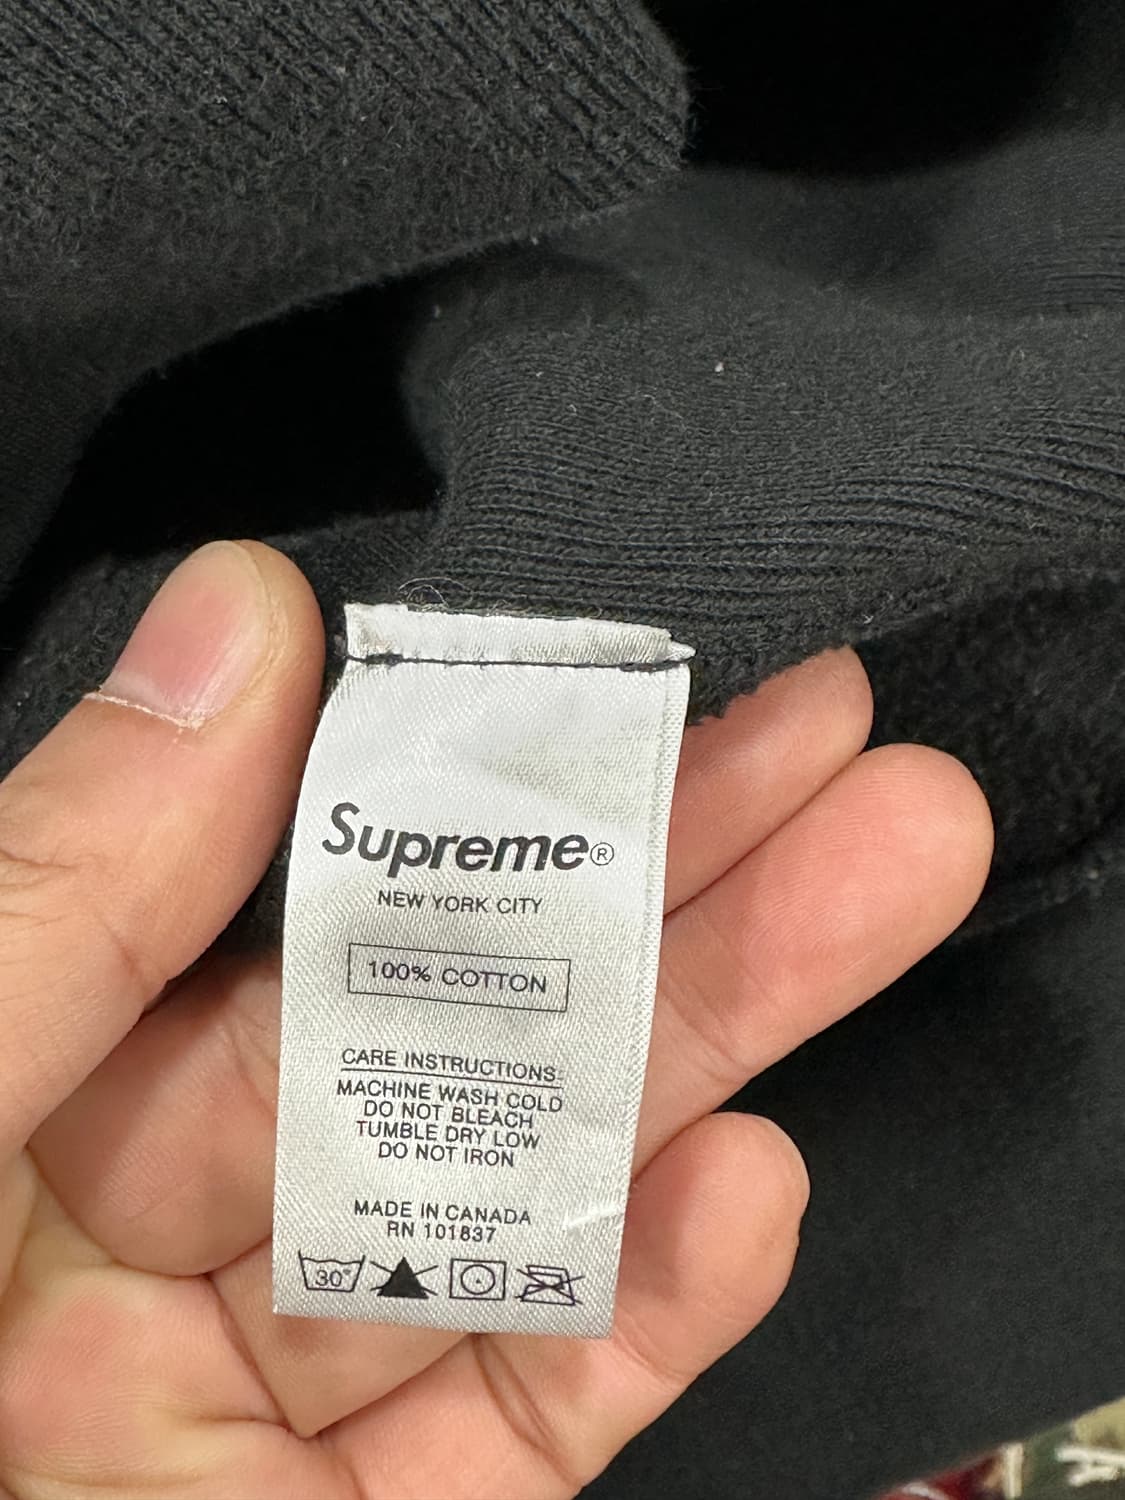 Supreme®
NEW YORK CITY
100% COTTON
CARE INSTRUCTIONS:
MACHINE WASH COLD
DO NOT BLEACH
TUMBLE DRY LOW
DO NOT IRON
MADE IN CANADA
RN 101837
30°